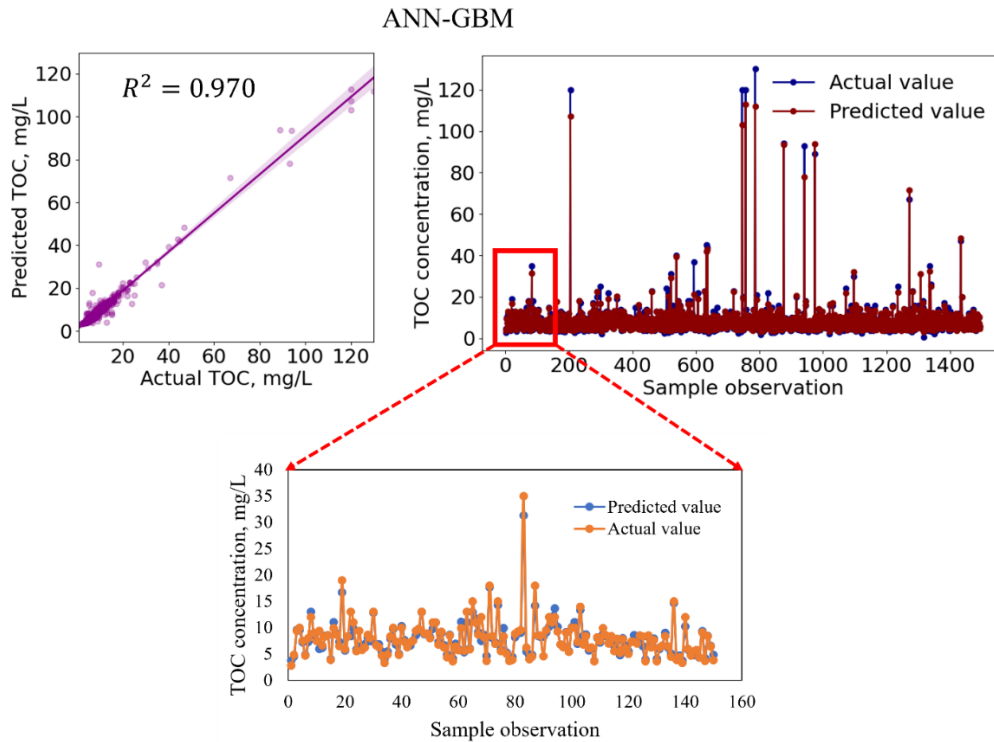 ANN-GBM
R² = 0.970
Predicted TOC, mg/L
120
100
80
60
40
20
0
20 40 60 80 100 120
Actual TOC, mg/L
Actual value
Predicted value
TOC concentration, mg/L
120
100
80
60
40
20
0
0 200 400 600 800 1000 1200 1400
Sample observation
TOC concentration, mg/L
40
35
30
25
20
15
10
5
0
Predicted value
Actual value
0 20 40 60 80 100 120 140 160
Sample observation